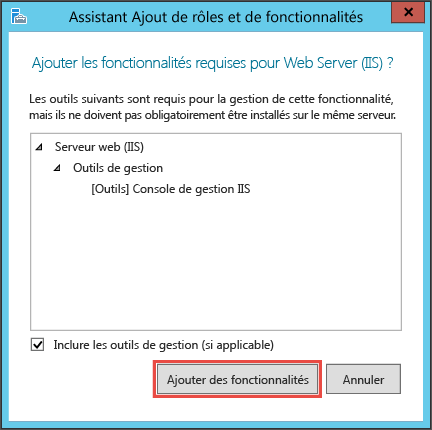 Assistant Ajout de rôles et de fonctionnalités
Ajouter les fonctionnalités requises pour Web Server (IIS) ?
Les outils suivants sont requis pour la gestion de cette fonctionnalité,
mais ils ne doivent pas obligatoirement être installés sur le même serveur.
Serveur web (IIS)
Outils de gestion
[Outils] Console de gestion IIS
Inclure les outils de gestion (si applicable)
Ajouter des fonctionnalités
Annuler